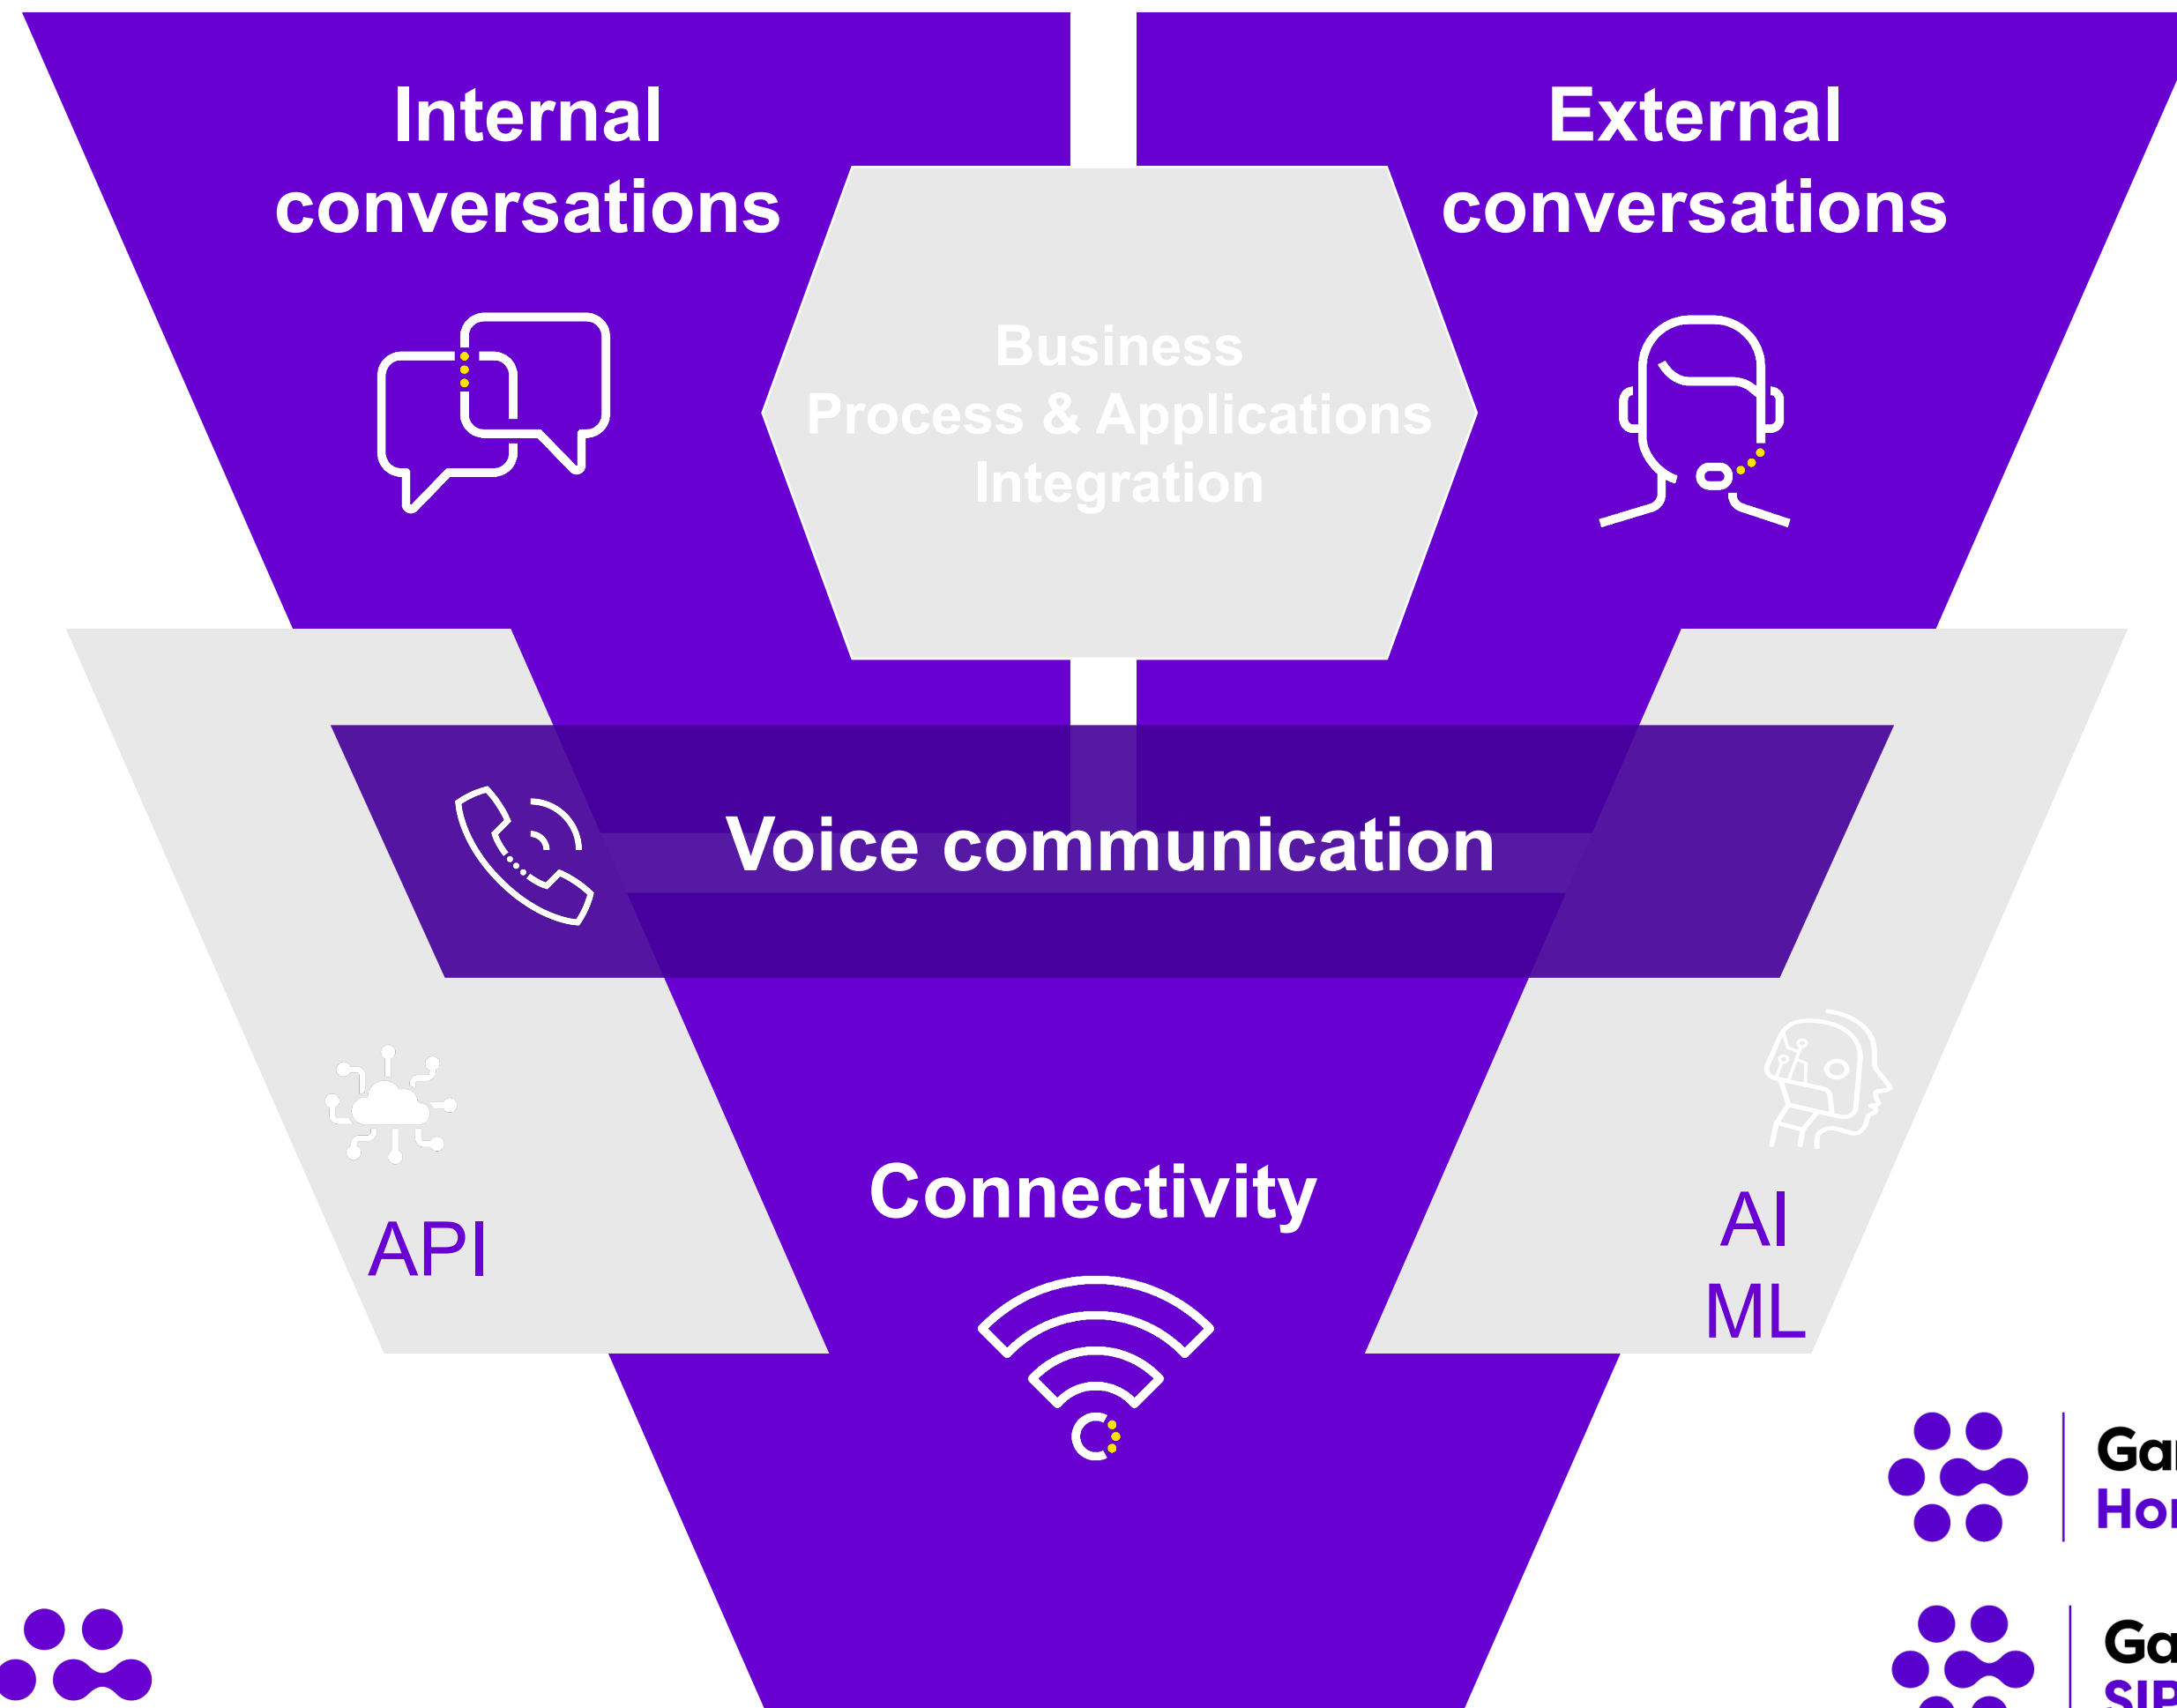 Internal
conversations
External
conversations
Business
Process & Applications
Integration
Voice communication
Connectivity
API
AI
ML